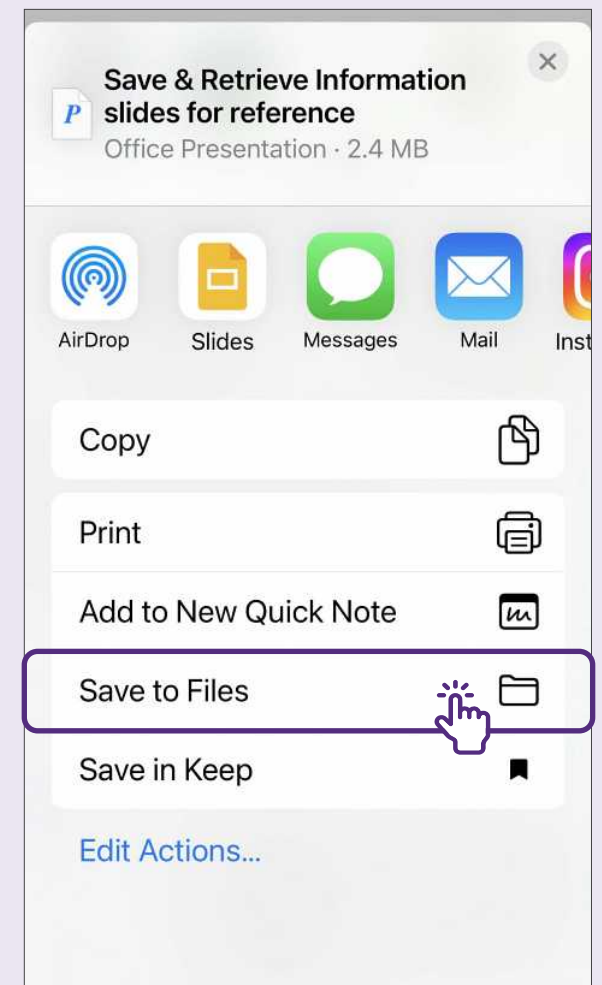 Save & Retrieve Information
slides for reference
P
Office Presentation · 2.4 MB
AirDrop
Slides
Messages
Mail
Inst
Copy
Print
Add to New Quick Note
Save to Files
Save in Keep
Edit Actions...